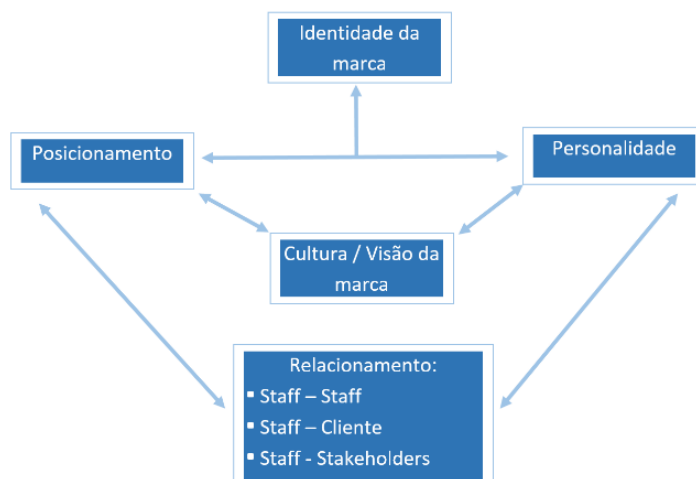 Identidade da
marca
Posicionamento
Personalidade
Cultura / Visão da
marca
Relacionamento:
▪ Staff – Staff
▪ Staff – Cliente
▪ Staff - Stakeholders